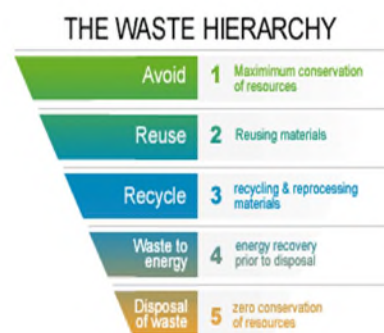 THE WASTE HIERARCHY
Avoid 1 Maximimum conservation
of resources
Reuse 2 Reusing materials
Recycle 3 recycling & reprocessing
materials
Waste to
energy 4 energy recovery
prior to disposal
Disposal
of waste 5 zero conservation
of resources